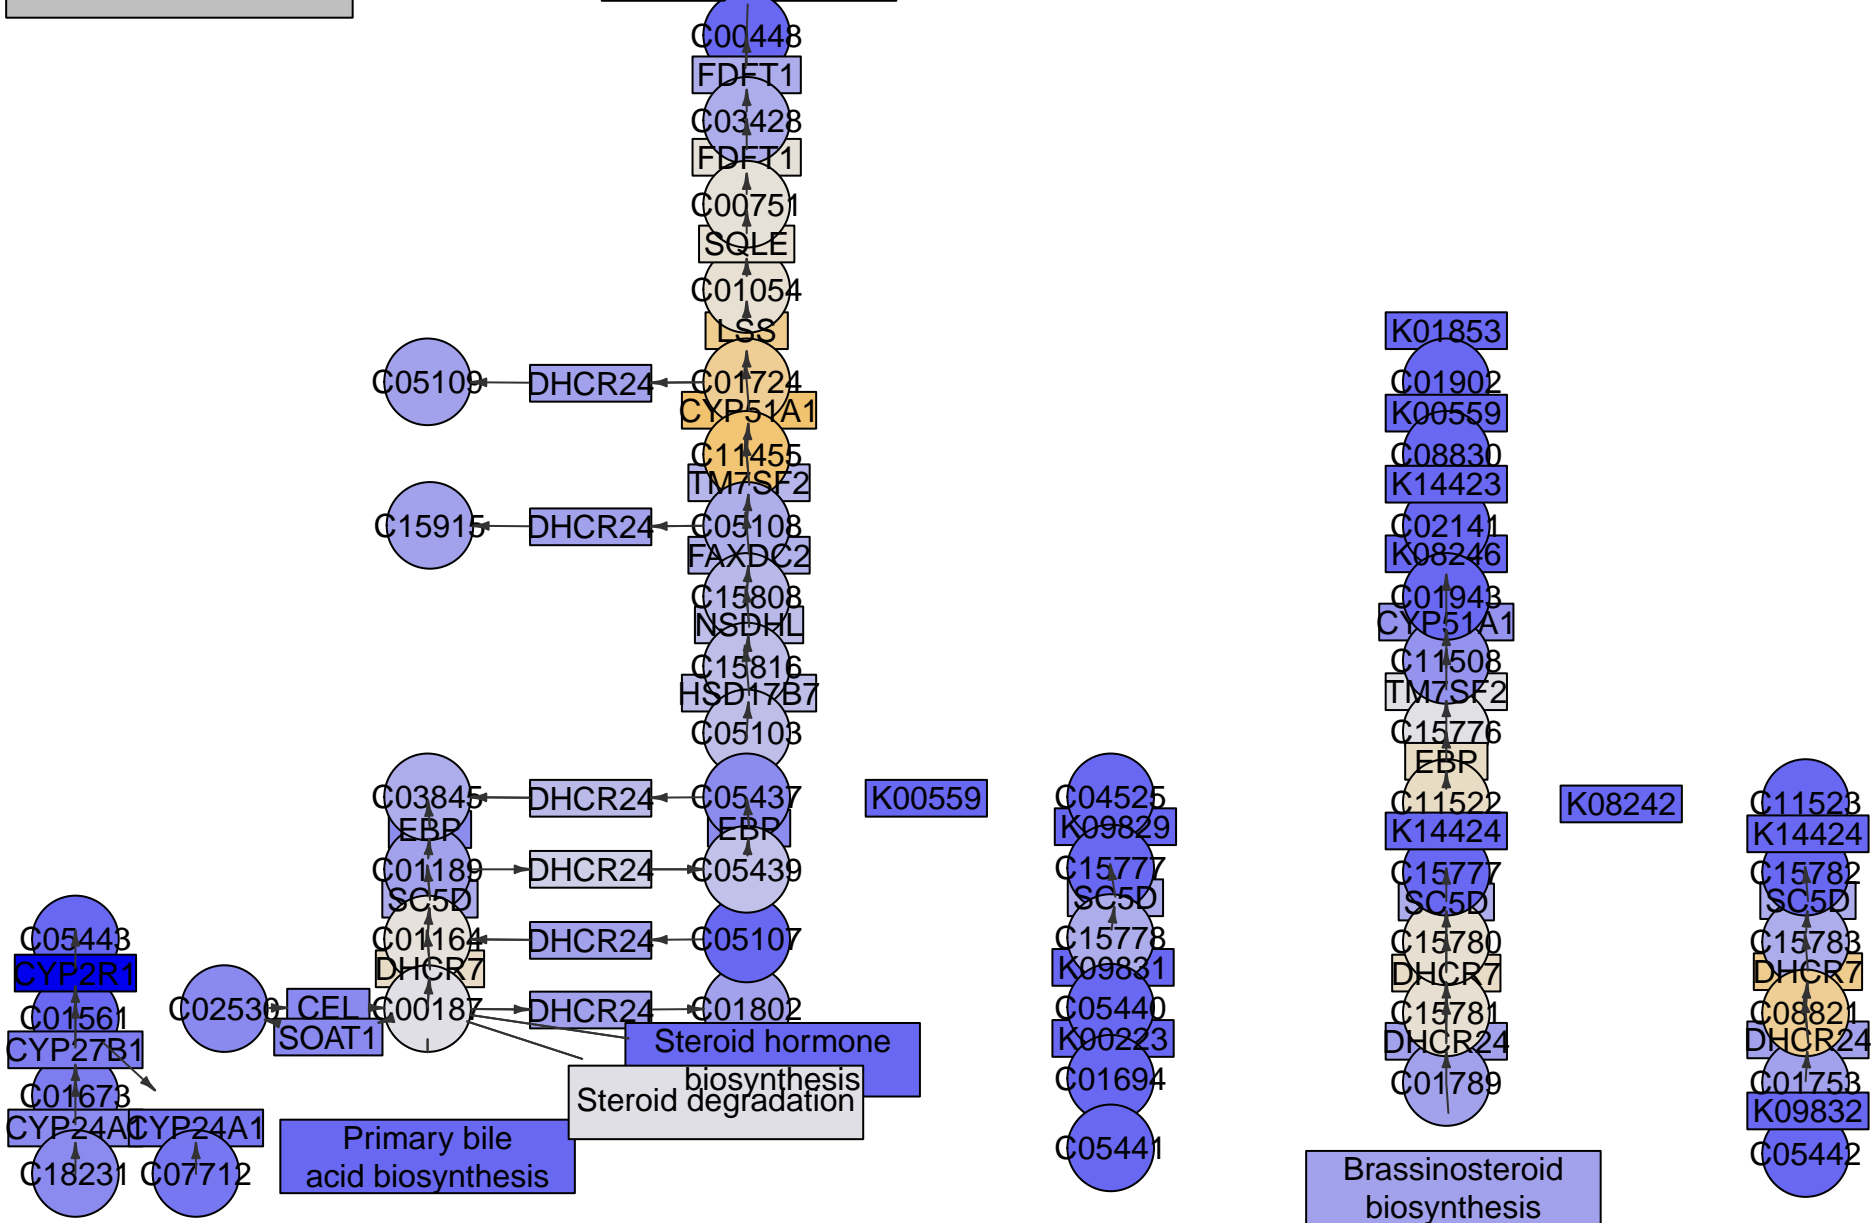 C00448
FDFT1
C03428
FDFT1
C00751
SQLE
C01054
LSS
C05109
DHCR24
C01724
CYP51A1
C11455
TM7SF2
C15915
DHCR24
C05108
FAXDC2
C15808
NSDHL
C15816
HSD17B7
C05103
C03845
DHCR24
C05437
EBP
EBP
C01189
DHCR24
C05439
SC5D
C01164
DHCR24
C05107
DHCR7
C02530
CEL
SOAT1
C00187
DHCR24
C01802
C05443
CYP2R1
C01561
CYP27B1
C01673
CYP24A1
CYP24A1
C18231
C07712
Steroid hormone
biosynthesis
Steroid degradation
Primary bile
acid biosynthesis
K00559
C04525
K09829
C15777
SC5D
C15778
K09831
C05440
K00223
C01694
C05441
K01853
C01902
K00559
C08830
K14423
C02141
K08246
C01943
CYP51A1
C11508
TM7SF2
C15776
EBP
C11522
K14424
C15777
SC5D
C15780
DHCR7
C15781
DHCR24
C01789
Brassinosteroid
biosynthesis
K08242
C11523
K14424
C15782
SC5D
C15783
DHCR7
C08821
DHCR24
C01753
K09832
C05442